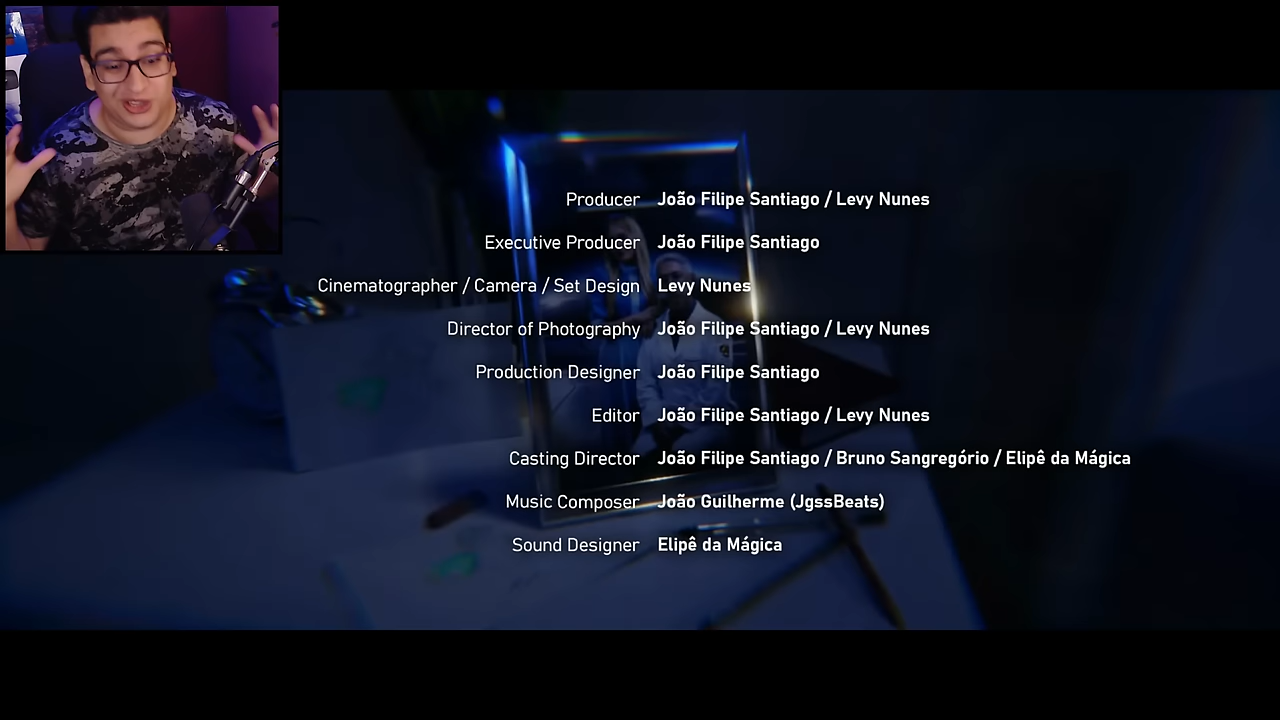 Producer João Filipe Santiago / Levy Nunes
Executive Producer João Filipe Santiago
Cinematographer / Camera / Set Design Levy Nunes
Director of Photography João Filipe Santiago / Levy Nunes
Production Designer João Filipe Santiago
Editor João Filipe Santiago / Levy Nunes
Casting Director João Filipe Santiago / Bruno Sangregório / Elipê da Mágica
Music Composer João Guilherme (JgssBeats)
Sound Designer Elipê da Mágica